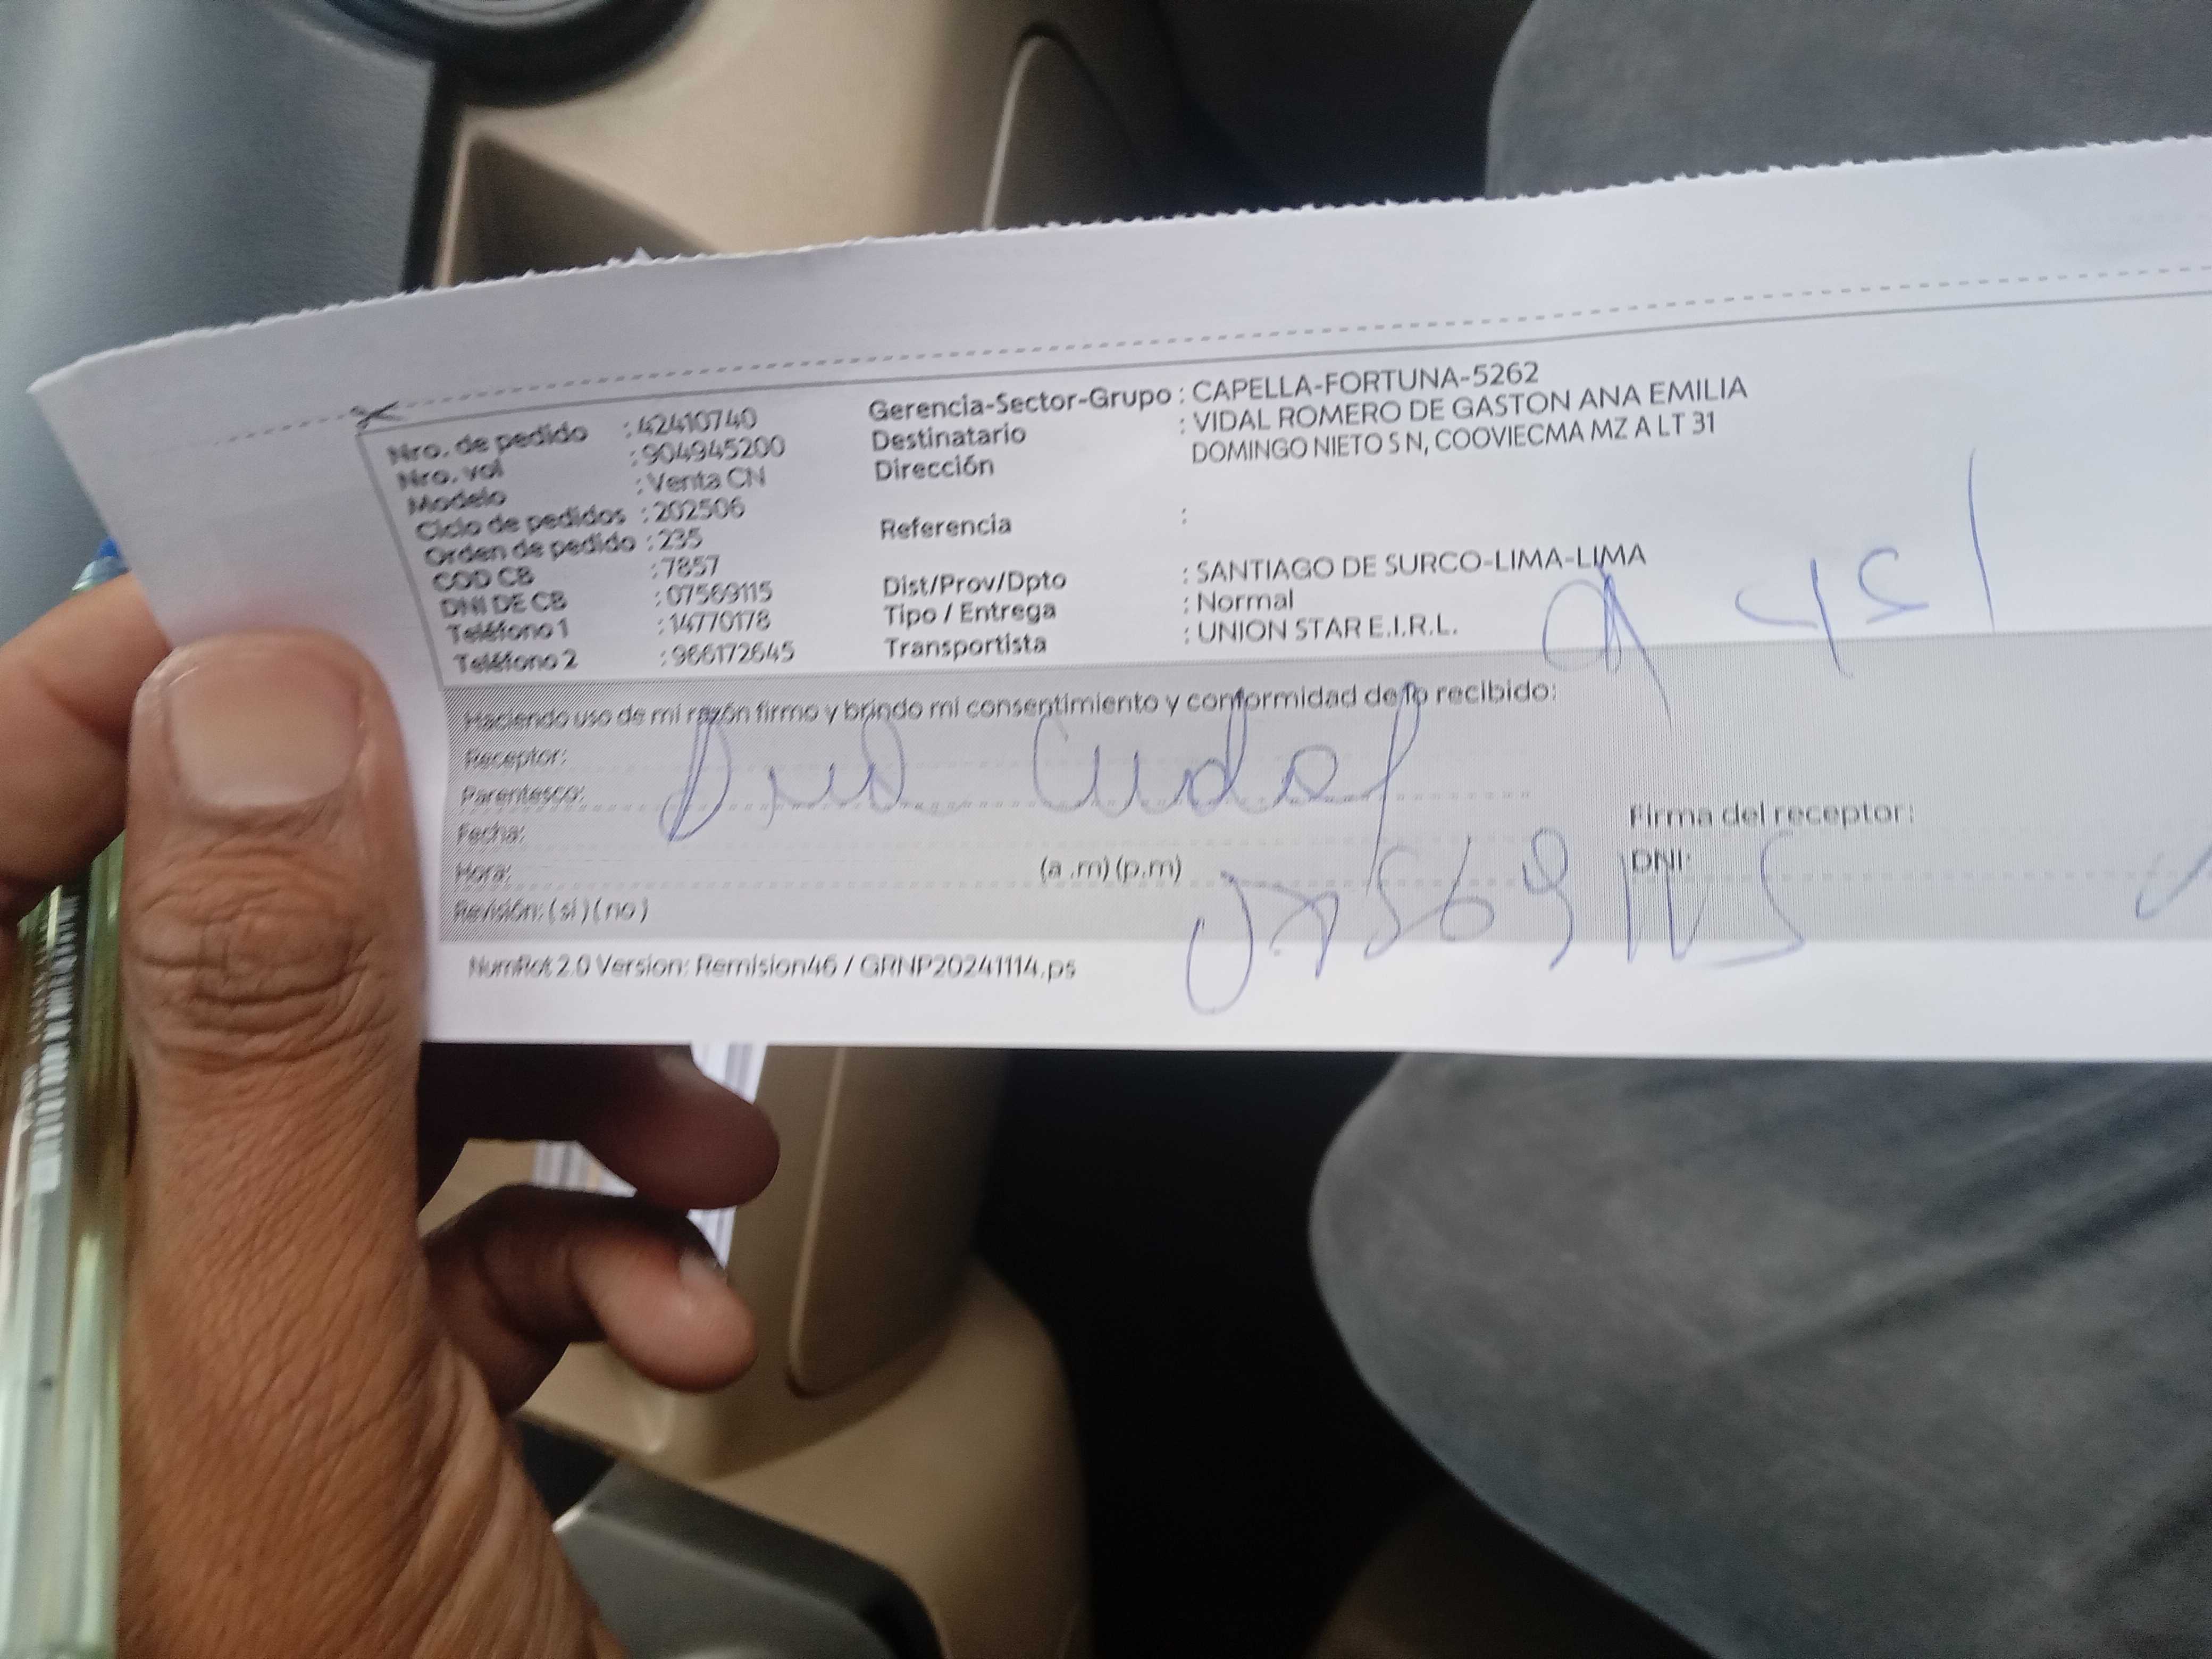 Nro. de pedido : 42410740
Nro. vol : 904945200
Modelo : Venta CN
Ciclo de pedidos : 202506
Orden de pedido : 235
COD CB : 7857
DNI DE CB : 07569115
Teléfono 1 : 14770178
Teléfono 2 : 966172645
Gerencia-Sector-Grupo : CAPELLA-FORTUNA-5262
Destinatario : VIDAL ROMERO DE GASTON ANA EMILIA
Dirección DOMINGO NIETO S N, COOVIECMA MZ A LT 31
Referencia :
Dist/Prov/Dpto : SANTIAGO DE SURCO-LIMA-LIMA
Tipo / Entrega : Normal
Transportista : UNION STAR E.I.R.L.
Haciendo uso de mi razón firmo y brindo mi consentimiento y conformidad de lo recibido:
Receptor:
Parentesco:
Fecha:
Hora: (a .m) (p.m)
Revisión: ( si ) ( no )
Firma del receptor:
DNI:
07569115
NumRot 2.0 Version: Remision46 / GRNP20241114.ps